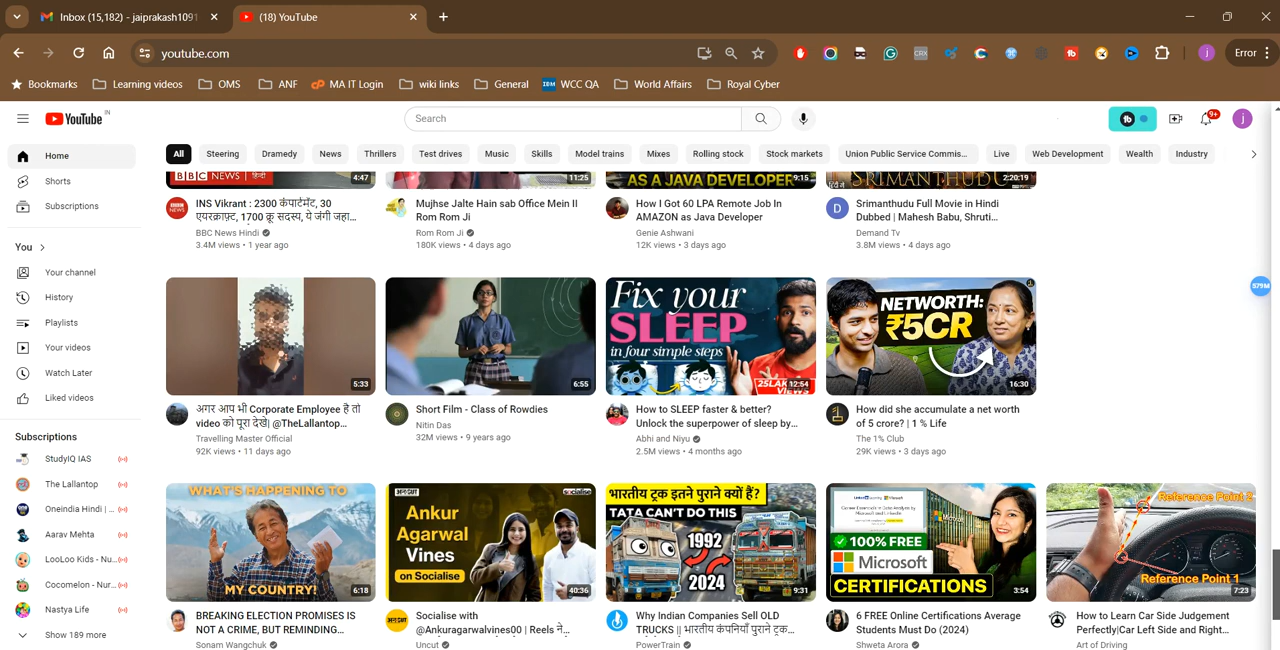 Inbox (15,182) - jaiprakash1091
(18) YouTube
youtube.com
Error
Bookmarks Learning videos OMS ANF MA IT Login wiki links General IBM WCC QA World Affairs Royal Cyber
YouTube IN
Search
9+
j
Home
Shorts
Subscriptions
You
Your channel
History
Playlists
Your videos
Watch Later
Liked videos
Subscriptions
StudyIQ IAS
The Lallantop
Oneindia Hindi | ...
Aarav Mehta
LooLoo Kids - Nu...
Cocomelon - Nur...
Nastya Life
Show 189 more
All Steering Dramedy News Thrillers Test drives Music Skills Model trains Mixes Rolling stock Stock markets Union Public Service Commis... Live Web Development Wealth Industry
BBC NEWS हिंदी
4:47
INS Vikrant : 2300 कंपार्टमेंट, 30
एयरक्राफ़्ट, 1700 क्रू सदस्य, ये जंगी जहा...
BBC News Hindi
3.4M views • 1 year ago
11:25
Mujhse Jalte Hain sab Office Mein II
Rom Rom Ji
Rom Rom Ji
180K views • 4 days ago
AS A JAVA DEVELOPER
9:15
How I Got 60 LPA Remote Job In
AMAZON as Java Developer
Genie Ashwani
12K views • 3 days ago
SRIMANTHUDU
2:20:19
D
Srimanthudu Full Movie in Hindi
Dubbed | Mahesh Babu, Shruti...
Demand Tv
3.8M views • 4 days ago
579M
5:33
अगर आप भी Corporate Employee है तो
video को पूरा देखे| @TheLallantop...
Travelling Master Official
92K views • 11 days ago
6:55
Short Film - Class of Rowdies
Nitin Das
32M views • 9 years ago
Fix your
SLEEP
in four simple steps
25LAKH
VIEWS
12:54
How to SLEEP faster & better?
Unlock the superpower of sleep by...
Abhi and Niyu
2.5M views • 4 months ago
NETWORTH:
₹5CR
16:30
How did she accumulate a net worth
of 5 crore? | 1 % Life
The 1% Club
29K views • 3 days ago
WHAT'S HAPPENING TO
MY COUNTRY!
6:18
BREAKING ELECTION PROMISES IS
NOT A CRIME, BUT REMINDING...
Sonam Wangchuk
socialise
Ankur
Agarwal
Vines
on Socialise
40:36
Socialise with
@Ankuragarwalvines00 | Reels ने...
Uncut
भारतीय ट्रक इतने पुराने क्यों हैं?
TATA CAN'T DO THIS
1992
2024
9:31
Why Indian Companies Sell OLD
TRUCKS || भारतीय कंपनियाँ पुराने ट्रक...
PowerTrain
100% FREE
Microsoft
CERTIFICATIONS
3:54
6 FREE Online Certifications Average
Students Must Do (2024)
Shweta Arora
Reference Point 2
Reference Point 1
7:23
How to Learn Car Side Judgement
Perfectly|Car Left Side and Right...
Art of Driving